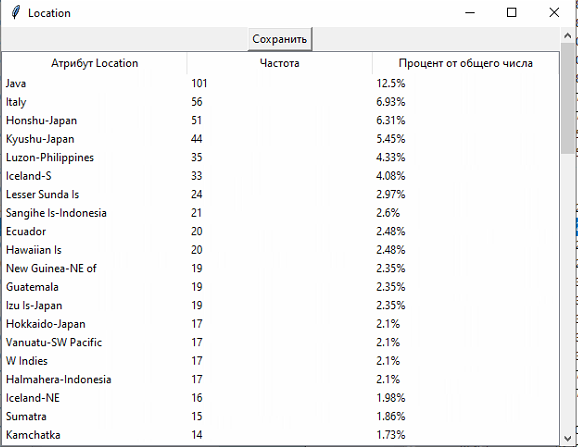 Location
Сохранить
Атрибут Location Частота Процент от общего числа
Java 101 12.5%
Italy 56 6.93%
Honshu-Japan 51 6.31%
Kyushu-Japan 44 5.45%
Luzon-Philippines 35 4.33%
Iceland-S 33 4.08%
Lesser Sunda Is 24 2.97%
Sangihe Is-Indonesia 21 2.6%
Ecuador 20 2.48%
Hawaiian Is 20 2.48%
New Guinea-NE of 19 2.35%
Guatemala 19 2.35%
Izu Is-Japan 19 2.35%
Hokkaido-Japan 17 2.1%
Vanuatu-SW Pacific 17 2.1%
W Indies 17 2.1%
Halmahera-Indonesia 17 2.1%
Iceland-NE 16 1.98%
Sumatra 15 1.86%
Kamchatka 14 1.73%